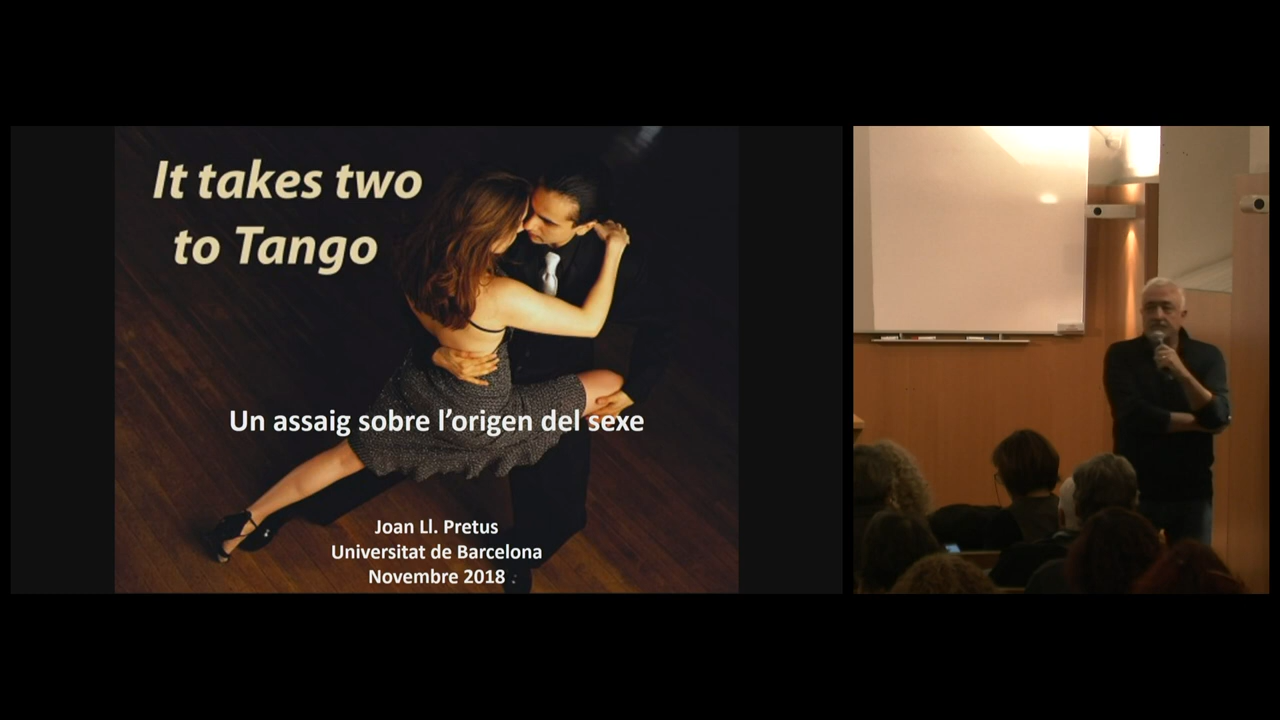 It takes two
to Tango
Un assaig sobre l'origen del sexe
Joan Ll. Pretus
Universitat de Barcelona
Novembre 2018